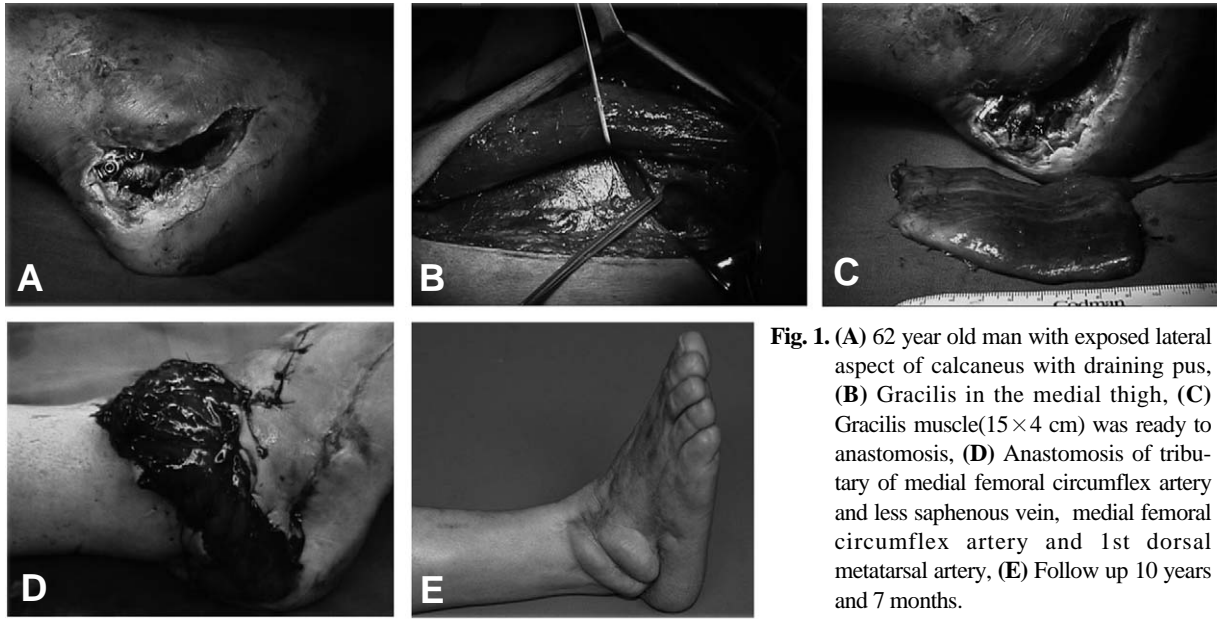 A
B
C
Codman
D
E
Fig. 1. (A) 62 year old man with exposed lateral
aspect of calcaneus with draining pus,
(B) Gracilis in the medial thigh, (C)
Gracilis muscle(15×4 cm) was ready to
anastomosis, (D) Anastomosis of tribu-
tary of medial femoral circumflex artery
and less saphenous vein, medial femoral
circumflex artery and 1st dorsal
metatarsal artery, (E) Follow up 10 years
and 7 months.